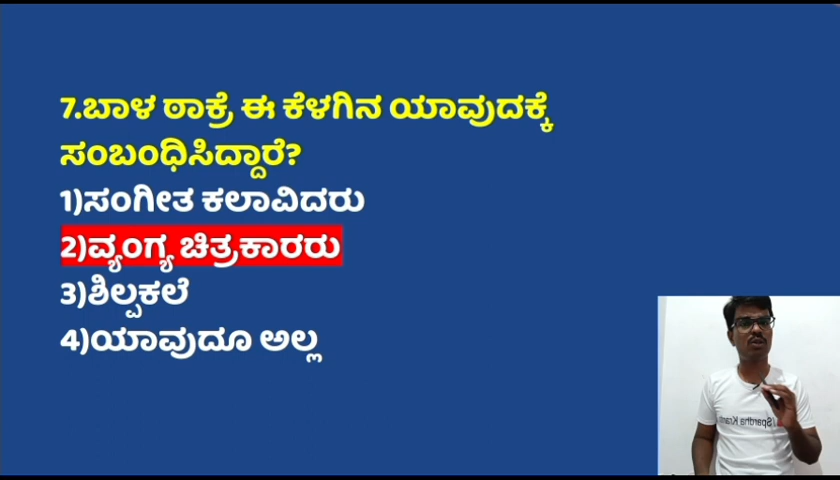 7.ಬಾಳ ಠಾಕ್ರೆ ಈ ಕೆಳಗಿನ ಯಾವುದಕ್ಕೆ
ಸಂಬಂಧಿಸಿದ್ದಾರೆ?
1)ಸಂಗೀತ ಕಲಾವಿದರು
2)ವ್ಯಂಗ್ಯ ಚಿತ್ರಕಾರರು
3)ಶಿಲ್ಪಕಲೆ
4)ಯಾವುದೂ ಅಲ್ಲ